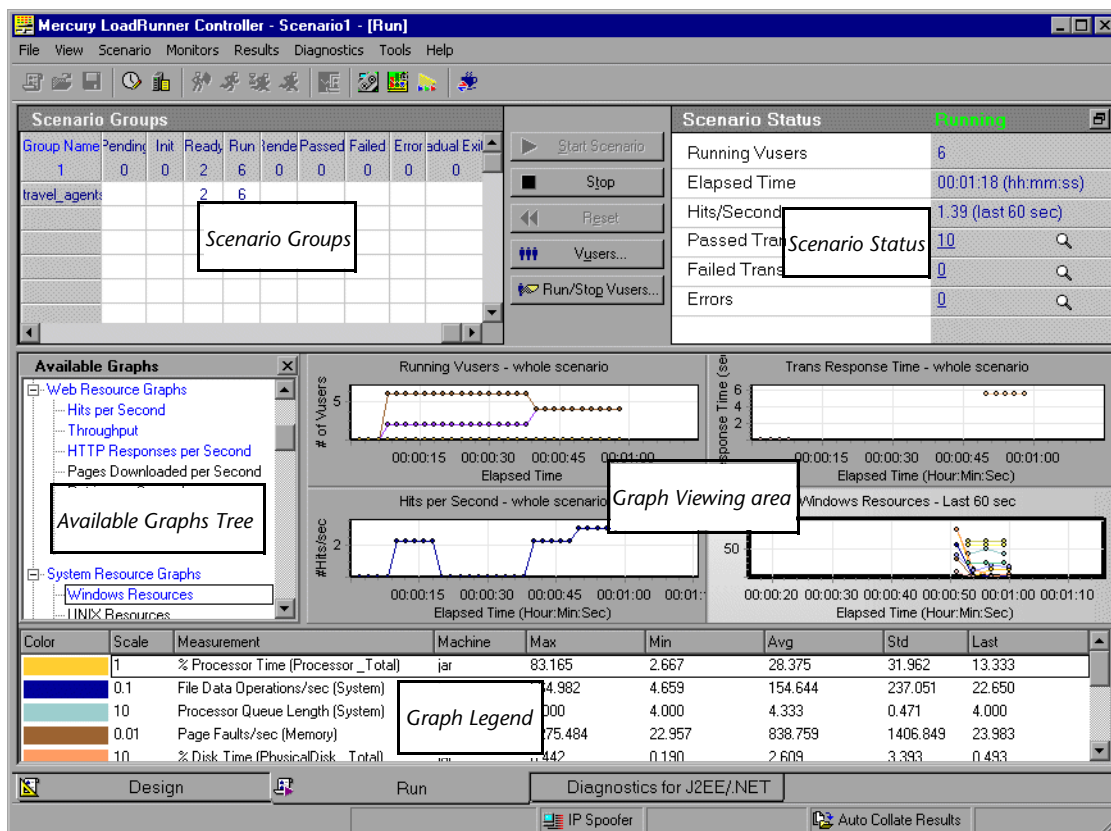 Mercury LoadRunner Controller - Scenario1 - [Run]
File View Scenario Monitors Results Diagnostics Tools Help
Scenario Groups
Group Name Pending Init Ready Run Passed Failed Error
1 0 0 2 6 0 0 0 0 0
travel_agents 2 6
Scenario Groups
Start Scenario
Stop
Reset
Vusers...
Run/Stop Vusers...
Scenario Status Running
Running Vusers 6
Elapsed Time 00:01:18 (hh:mm:ss)
Hits/Second 1.39 (last 60 sec)
Passed 10
Failed Trans 0
Errors 0
Scenario Status
Available Graphs
Web Resource Graphs
Hits per Second
Throughput
HTTP Responses per Second
Pages Downloaded per Second
Available Graphs Tree
System Resource Graphs
Windows Resources
UNIX Resources
Running Vusers - whole scenario
# of Vusers
5
00:00:15 00:00:30 00:00:45 00:01:00
Elapsed Time
Trans Response Time - whole scenario
6
4
2
00:00:15 00:00:30 00:00:45 00:01:00
Elapsed Time (Hour:Min:Sec)
Graph Viewing area
Hits per Second - whole scenario
#Hits/sec
2
00:00:15 00:00:30 00:00:45 00:01:00
Elapsed Time (Hour:Min:Sec)
Windows Resources - Last 60 sec
50
00:00:20 00:00:30 00:00:40 00:00:50 00:01:00 00:01:10
Elapsed Time (Hour:Min:Sec)
Color Scale Measurement Machine Max Min Avg Std Last
1 % Processor Time (Processor _Total) jar 83.165 2.667 28.375 31.962 13.333
0.1 File Data Operations/sec (System) 4.659 154.644 237.051 22.650
10 Processor Queue Length (System) 4.000 4.333 0.471 4.000
0.01 Page Faults/sec (Memory) 22.957 838.759 1406.849 23.983
10 % Disk Time (PhysicalDisk _Total) 0.190 2.609 3.393 0.493
Graph Legend
Design
Run
Diagnostics for J2EE/.NET
IP Spoofer
Auto Collate Results